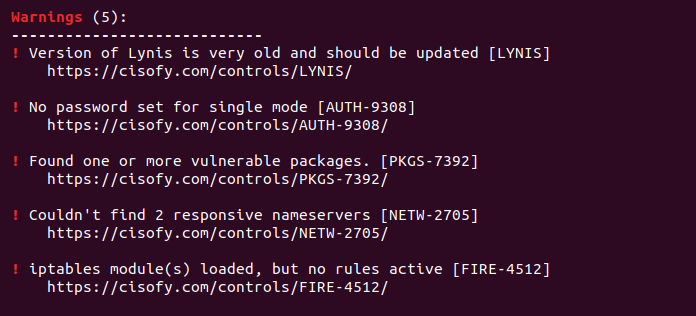 Warnings (5):
----------------------------
! Version of Lynis is very old and should be updated [LYNIS]
https://cisofy.com/controls/LYNIS/
! No password set for single mode [AUTH-9308]
https://cisofy.com/controls/AUTH-9308/
! Found one or more vulnerable packages. [PKGS-7392]
https://cisofy.com/controls/PKGS-7392/
! Couldn't find 2 responsive nameservers [NETW-2705]
https://cisofy.com/controls/NETW-2705/
! iptables module(s) loaded, but no rules active [FIRE-4512]
https://cisofy.com/controls/FIRE-4512/